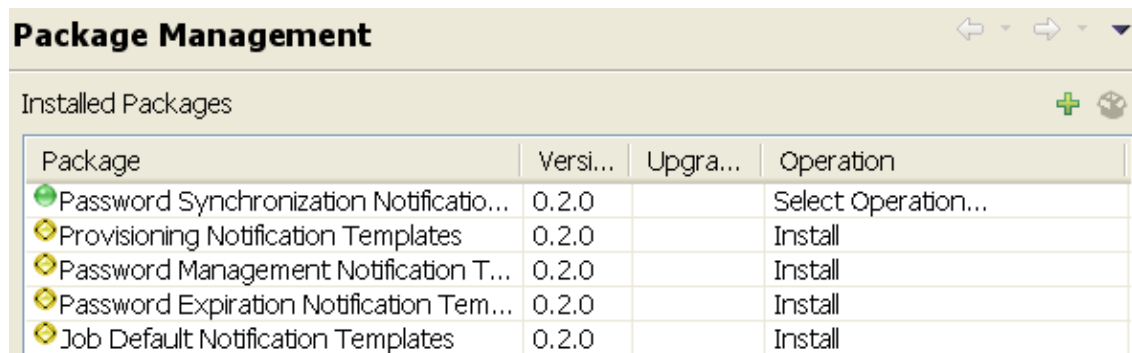 Package Management
Installed Packages
Package Versi... Upgra... Operation
Password Synchronization Notificatio... 0.2.0 Select Operation...
Provisioning Notification Templates 0.2.0 Install
Password Management Notification T... 0.2.0 Install
Password Expiration Notification Tem... 0.2.0 Install
Job Default Notification Templates 0.2.0 Install